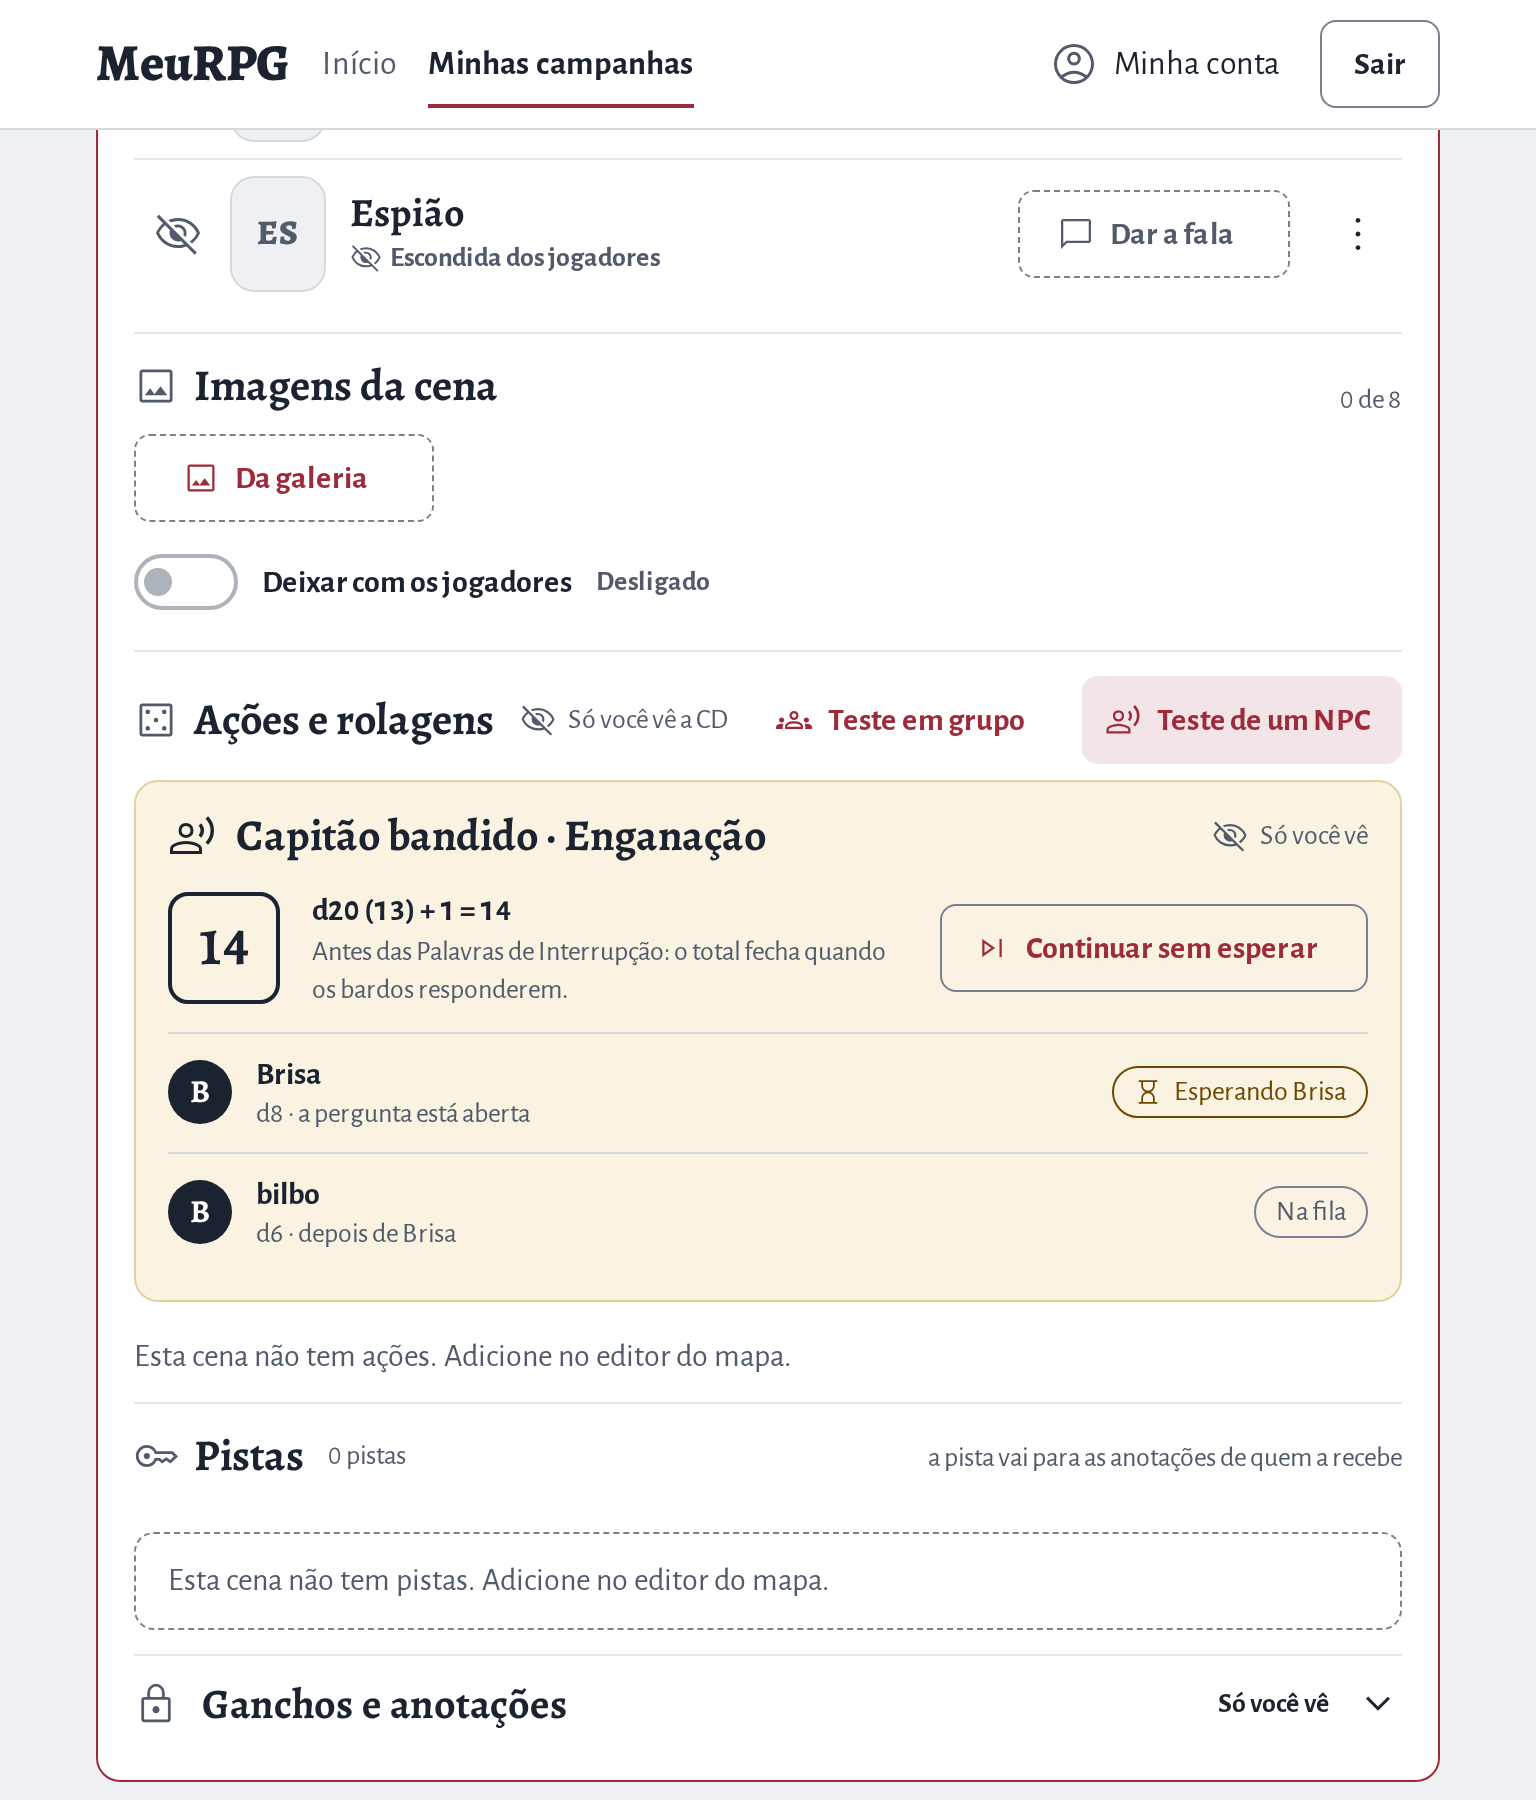 MeuRPG Início Minhas campanhas Minha conta Sair
ES Espião Dar a fala
Escondida dos jogadores
Imagens da cena 0 de 8
Da galeria
Deixar com os jogadores Desligado
Ações e rolagens Só você vê a CD Teste em grupo Teste de um NPC
Capitão bandido · Enganação Só você vê
14 d20 (13) + 1 = 14 Continuar sem esperar
Antes das Palavras de Interrupção: o total fecha quando
os bardos responderem.
B Brisa Esperando Brisa
d8 · a pergunta está aberta
B bilbo Na fila
d6 · depois de Brisa
Esta cena não tem ações. Adicione no editor do mapa.
Pistas 0 pistas a pista vai para as anotações de quem a recebe
Esta cena não tem pistas. Adicione no editor do mapa.
Ganchos e anotações Só você vê